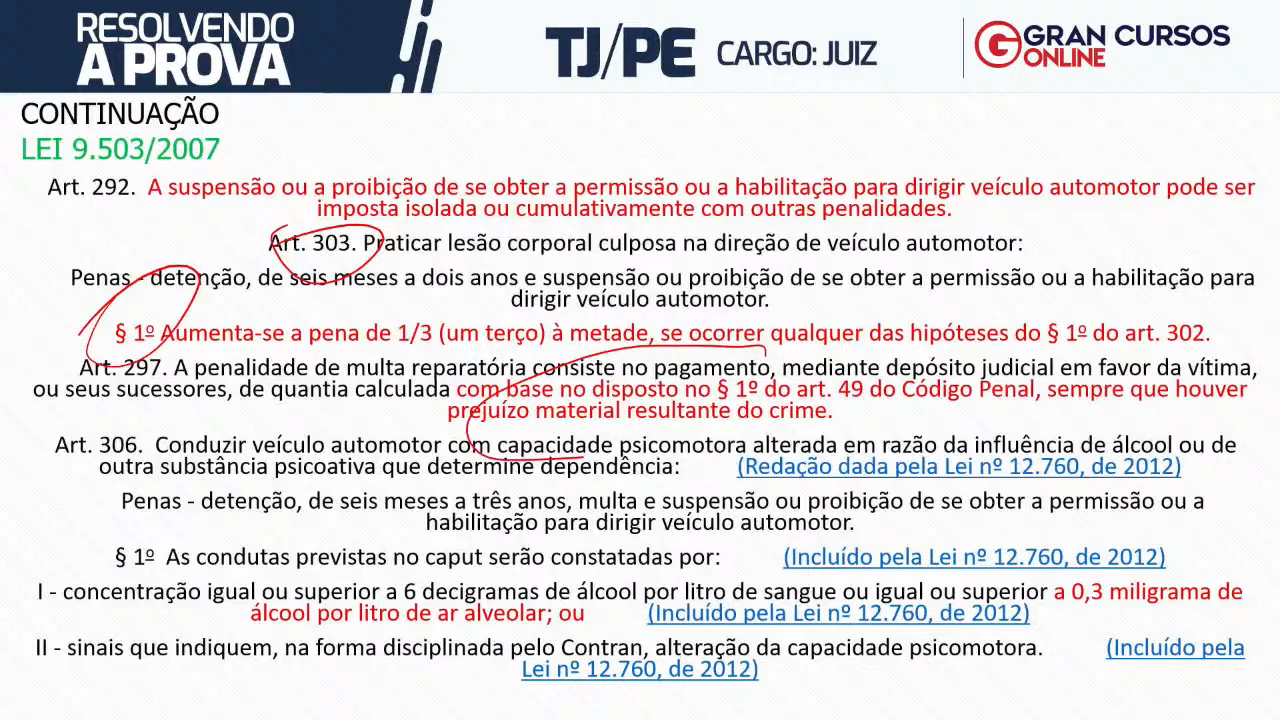 RESOLVENDO
A PROVA
TJ/PE CARGO: JUIZ
GRAN CURSOS
ONLINE
CONTINUAÇÃO
LEI 9.503/2007
Art. 292. A suspensão ou a proibição de se obter a permissão ou a habilitação para dirigir veículo automotor pode ser
imposta isolada ou cumulativamente com outras penalidades.
Art. 303. Praticar lesão corporal culposa na direção de veículo automotor:
Penas - detenção, de seis meses a dois anos e suspensão ou proibição de se obter a permissão ou a habilitação para
dirigir veículo automotor.
§ 1º Aumenta-se a pena de 1/3 (um terço) à metade, se ocorrer qualquer das hipóteses do § 1º do art. 302.
Art. 297. A penalidade de multa reparatória consiste no pagamento, mediante depósito judicial em favor da vítima,
ou seus sucessores, de quantia calculada com base no disposto no § 1º do art. 49 do Código Penal, sempre que houver
prejuízo material resultante do crime.
Art. 306. Conduzir veículo automotor com capacidade psicomotora alterada em razão da influência de álcool ou de
outra substância psicoativa que determine dependência: (Redação dada pela Lei nº 12.760, de 2012)
Penas - detenção, de seis meses a três anos, multa e suspensão ou proibição de se obter a permissão ou a
habilitação para dirigir veículo automotor.
§ 1º As condutas previstas no caput serão constatadas por: (Incluído pela Lei nº 12.760, de 2012)
I - concentração igual ou superior a 6 decigramas de álcool por litro de sangue ou igual ou superior a 0,3 miligrama de
álcool por litro de ar alveolar; ou (Incluído pela Lei nº 12.760, de 2012)
II - sinais que indiquem, na forma disciplinada pelo Contran, alteração da capacidade psicomotora. (Incluído pela
Lei nº 12.760, de 2012)